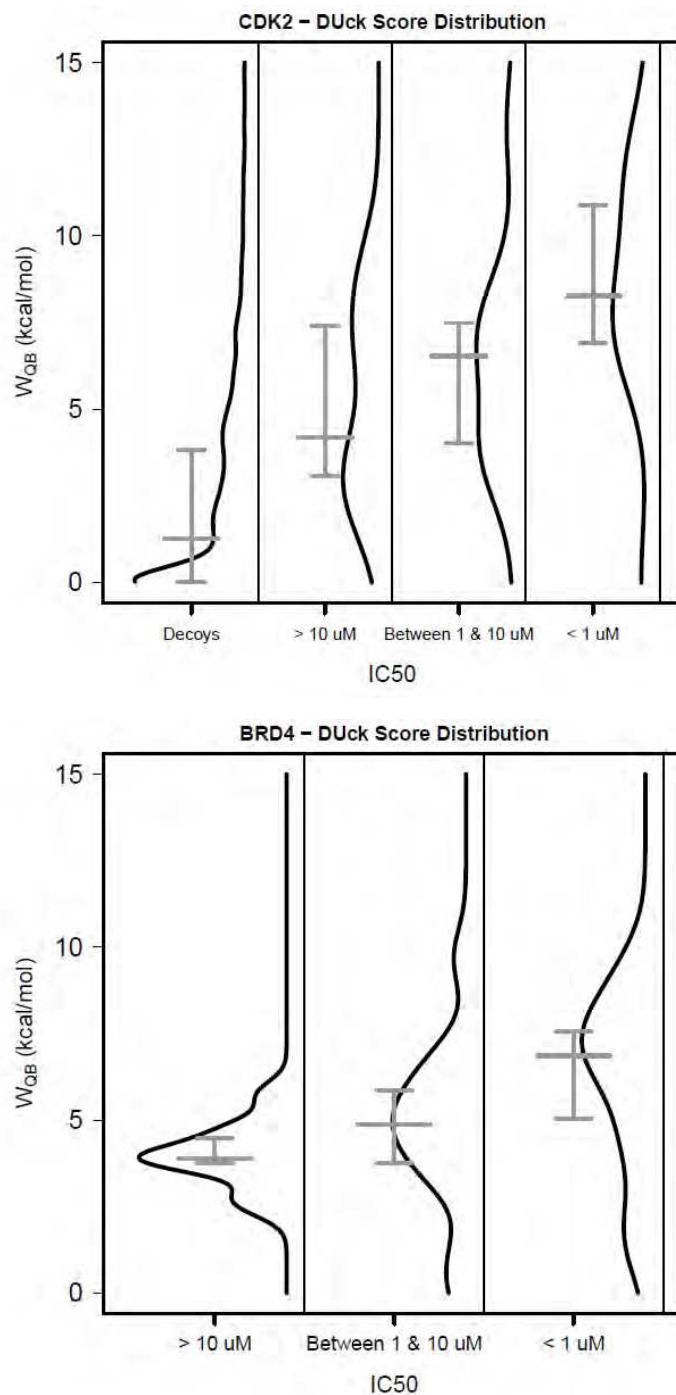 CDK2 − DUck Score Distribution
15
10
5
0
W_QB (kcal/mol)
Decoys
> 10 uM
Between 1 & 10 uM
< 1 uM
IC50
BRD4 − DUck Score Distribution
15
10
5
0
W_QB (kcal/mol)
> 10 uM
Between 1 & 10 uM
< 1 uM
IC50